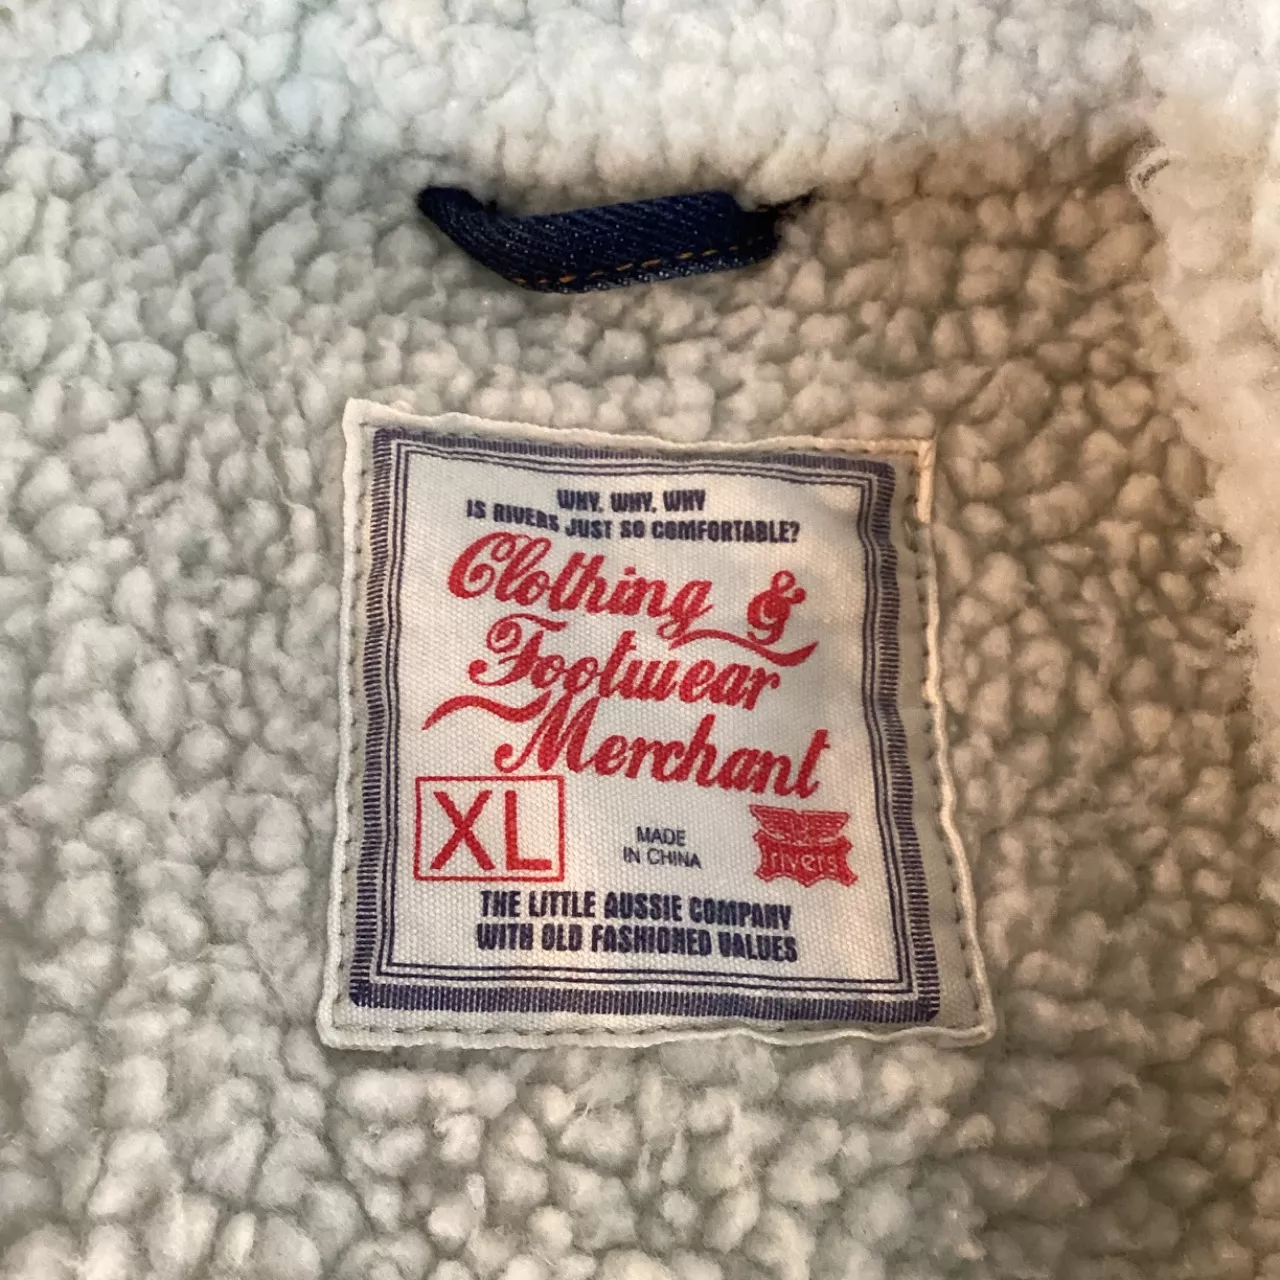 WHY, WHY, WHY
IS RIVERS JUST SO COMFORTABLE?
Clothing &
Footwear
Merchant
XL
MADE
IN CHINA
rivers
THE LITTLE AUSSIE COMPANY
WITH OLD FASHIONED VALUES